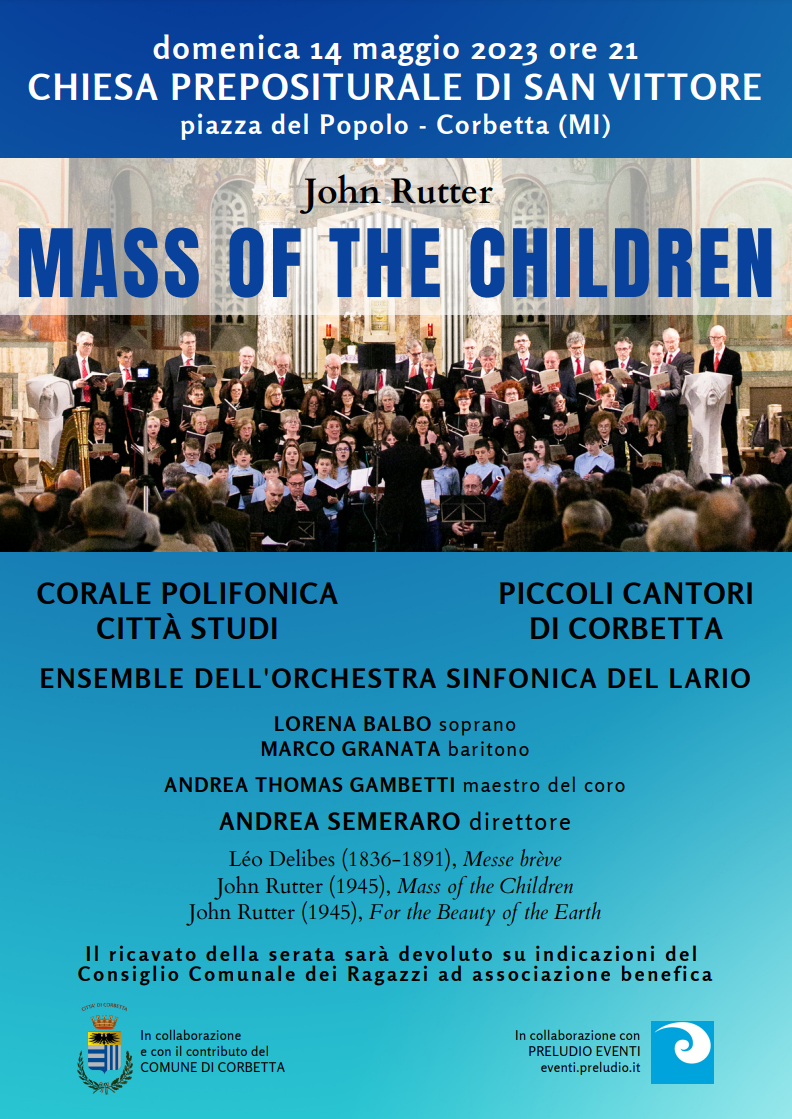 domenica 14 maggio 2023 ore 21
CHIESA PREPOSITURALE DI SAN VITTORE
piazza del Popolo - Corbetta (MI)
John Rutter
MASS OF THE CHILDREN
CORALE POLIFONICA
CITTÀ STUDI
PICCOLI CANTORI
DI CORBETTA
ENSEMBLE DELL'ORCHESTRA SINFONICA DEL LARIO
LORENA BALBO soprano
MARCO GRANATA baritono
ANDREA THOMAS GAMBETTI maestro del coro
ANDREA SEMERARO direttore
Léo Delibes (1836-1891), Messe brève
John Rutter (1945), Mass of the Children
John Rutter (1945), For the Beauty of the Earth
Il ricavato della serata sarà devoluto su indicazioni del
Consiglio Comunale dei Ragazzi ad associazione benefica
CITTA' DI CORBETTA
In collaborazione
e con il contributo del
COMUNE DI CORBETTA
In collaborazione con
PRELUDIO EVENTI
eventi.preludio.it